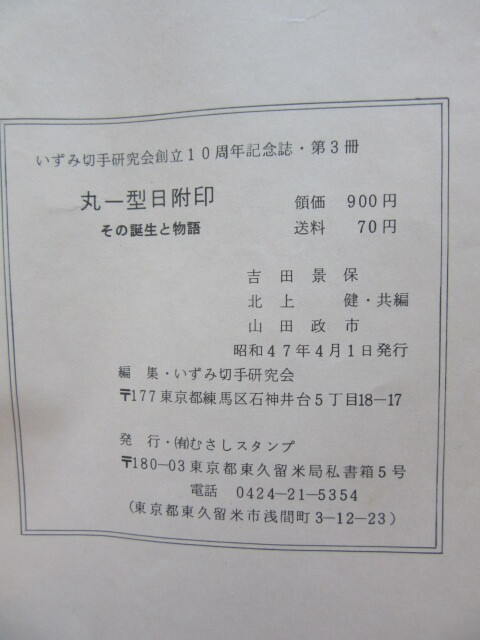 いずみ切手研究会創立10周年記念誌・第3冊
丸一型日附印 領価 900円
その誕生と物語 送料 70円
吉田景保
北上 健・共編
山田政市
昭和47年4月1日発行
編集・いずみ切手研究会
〒177東京都練馬区石神井台5丁目18-17
発行・㈲むさしスタンプ
〒180-03東京都東久留米局私書箱5号
電話 0424-21-5354
(東京都東久留米市浅間町3-12-23)